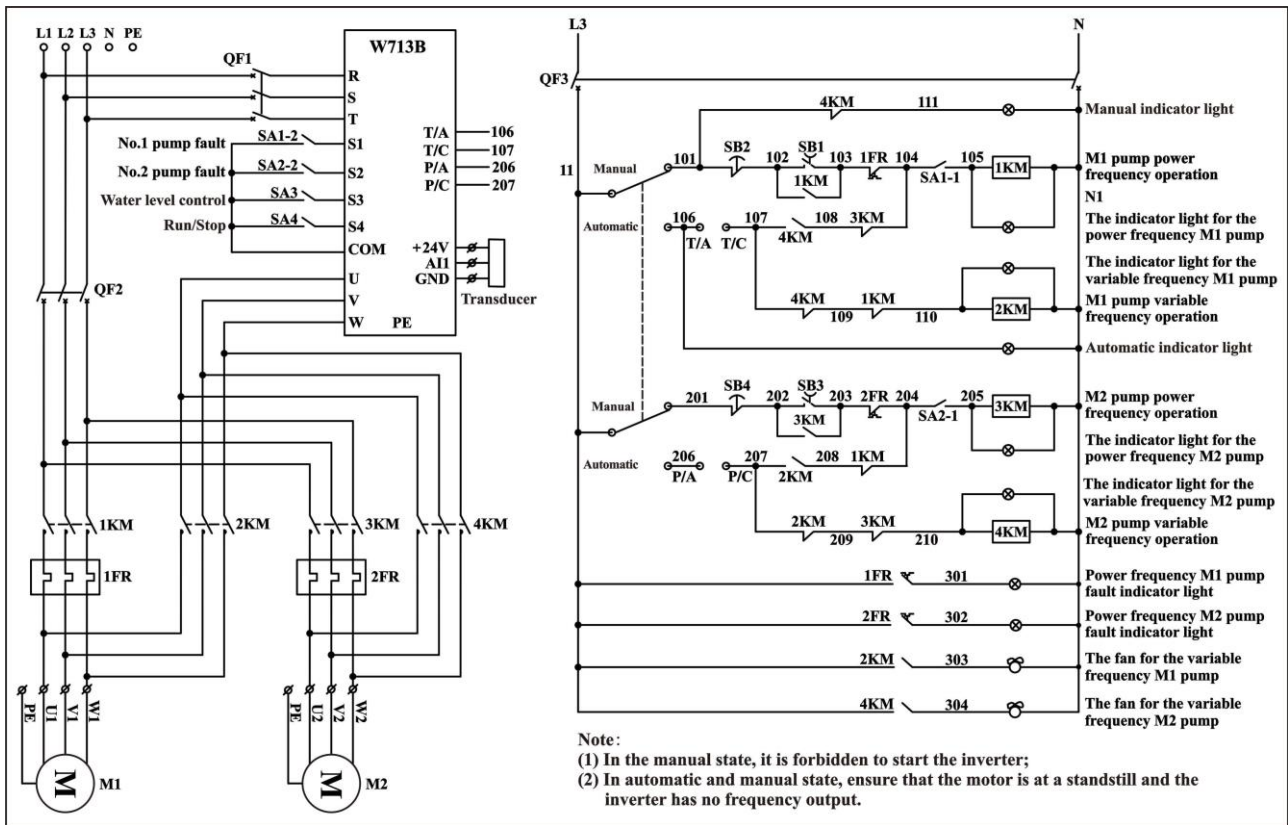 L1 L2 L3 N PE
W713B
QF1
R
S
T
No.1 pump fault SA1-2 S1
No.2 pump fault SA2-2 S2
Water level control SA3 S3
Run/Stop SA4 S4
COM
T/A 106
T/C 107
P/A 206
P/C 207
+24V
AI1
GND
Transducer
U
V
W PE
QF2
1KM 2KM 3KM 4KM
1FR 2FR
PE U1 V1 W1
PE U2 V2 W2
M M1
M M2
L3 N
QF3
4KM 111
Manual indicator light
11
Manual 101 SB2 102 SB1 103 1FR 104 SA1-1 105 1KM
1KM
M1 pump power
frequency operation
N1
Automatic 106 T/A T/C 107 4KM 108 3KM
The indicator light for the
power frequency M1 pump
The indicator light for the
variable frequency M1 pump
4KM 109 1KM 110 2KM
M1 pump variable
frequency operation
Automatic indicator light
Manual 201 SB4 202 SB3 203 2FR 204 SA2-1 205 3KM
3KM
M2 pump power
frequency operation
Automatic 206 P/A P/C 207 2KM 208 1KM
The indicator light for the
power frequency M2 pump
The indicator light for the
variable frequency M2 pump
2KM 209 3KM 210 4KM
M2 pump variable
frequency operation
1FR 301
Power frequency M1 pump
fault indicator light
2FR 302
Power frequency M2 pump
fault indicator light
2KM 303
The fan for the variable
frequency M1 pump
4KM 304
The fan for the variable
frequency M2 pump
Note:
(1) In the manual state, it is forbidden to start the inverter;
(2) In automatic and manual state, ensure that the motor is at a standstill and the
inverter has no frequency output.